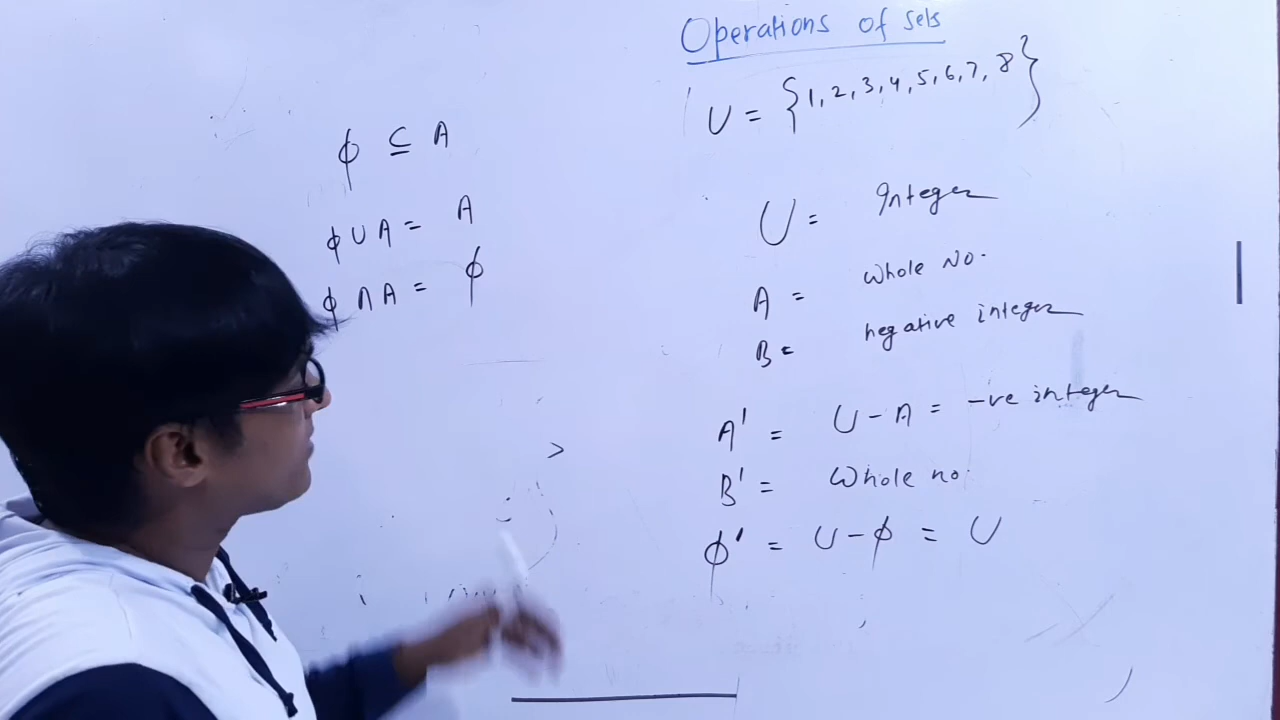 Operations of sets
U = {1, 2, 3, 4, 5, 6, 7, 8}
ϕ ⊆ A
ϕ ∪ A = A
ϕ ∩ A = ϕ
U = Integer
A = Whole No.
B = negative integer
A' = U - A = -ve integer
B' = Whole no.
ϕ' = U - ϕ = U